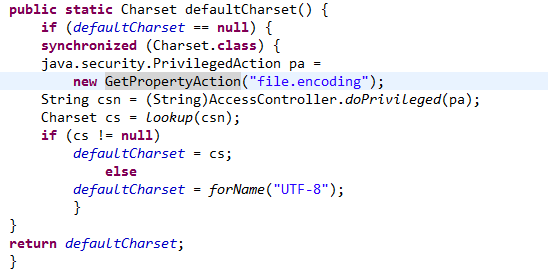 public static Charset defaultCharset() {
    if (defaultCharset == null) {
    synchronized (Charset.class) {
    java.security.PrivilegedAction pa =
        new GetPropertyAction("file.encoding");
    String csn = (String)AccessController.doPrivileged(pa);
    Charset cs = lookup(csn);
    if (cs != null)
        defaultCharset = cs;
            else
        defaultCharset = forName("UTF-8");
        }
}
return defaultCharset;
}